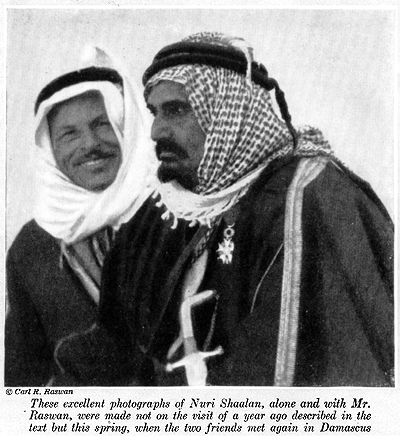 © Carl R. Raswan
These excellent photographs of Nuri Shaalan, alone and with Mr.
Raswan, were made not on the visit of a year ago described in the
text but this spring, when the two friends met again in Damascus